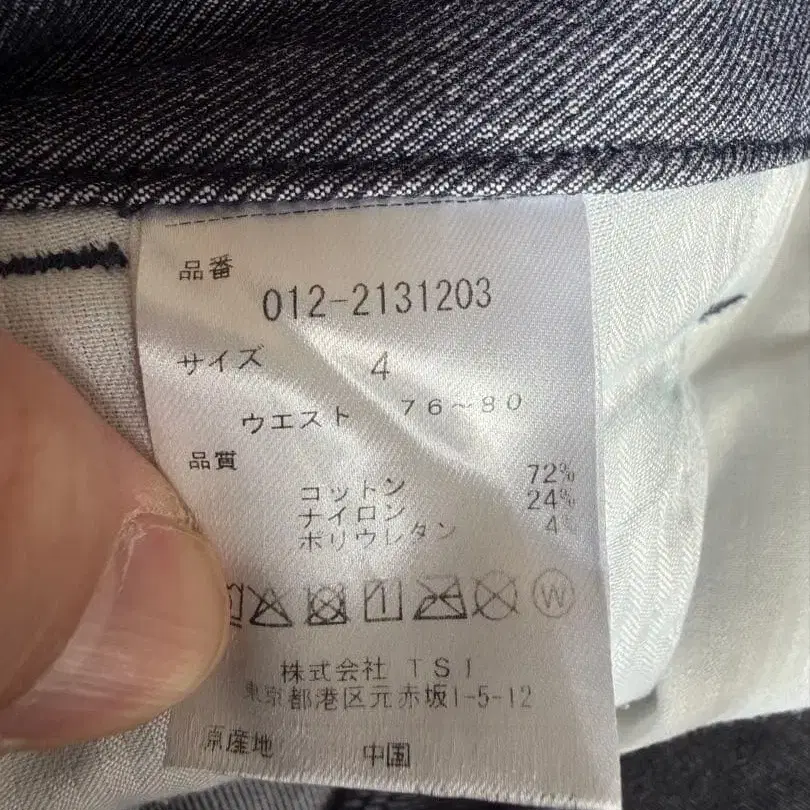 品番
012-2131203
サイズ 4
ウエスト 76~80
品質
コットン 72%
ナイロン 24%
ポリウレタン 4%
W
株式会社 TSI
東京都港区元赤坂1-5-12
原産地 中国